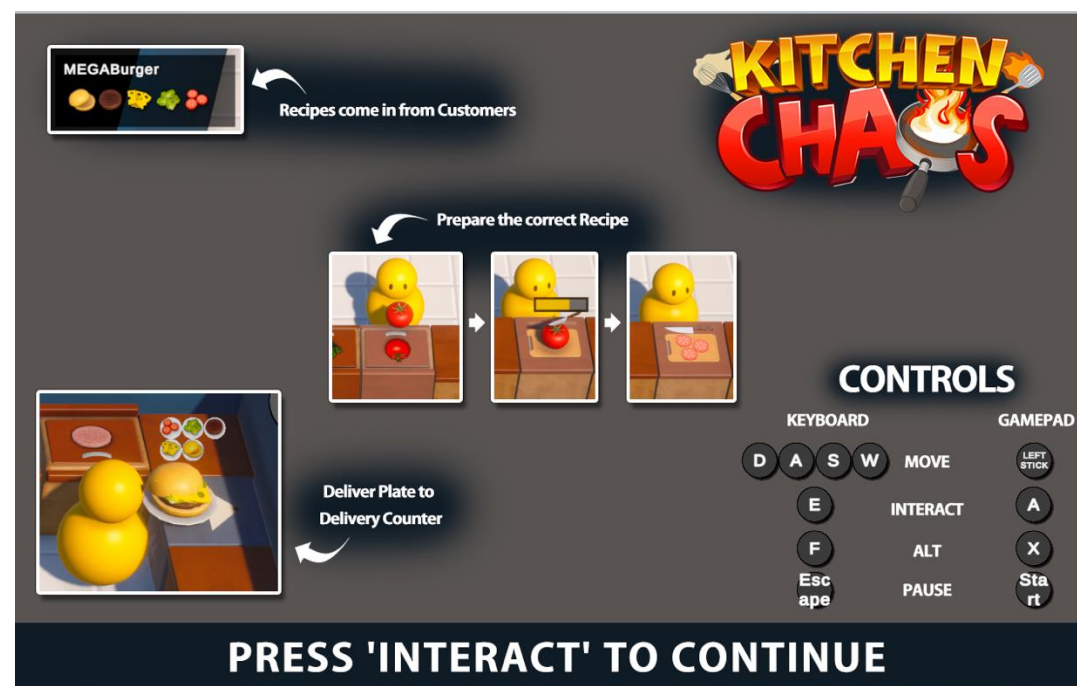 MEGABurger
Recipes come in from Customers
KITCHEN
CHAOS
Prepare the correct Recipe
Deliver Plate to
Delivery Counter
CONTROLS
KEYBOARD GAMEPAD
D A S W MOVE LEFT
STICK
E INTERACT A
F ALT X
Esc
ape PAUSE Sta
rt
PRESS 'INTERACT' TO CONTINUE